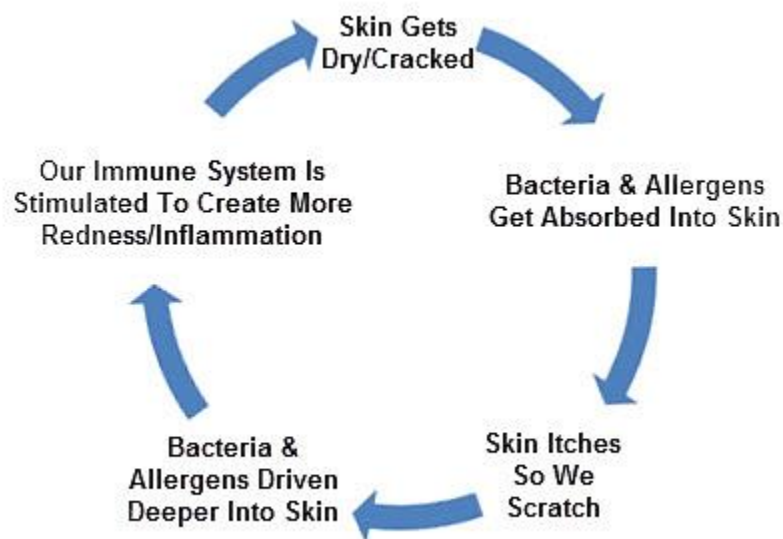 Skin Gets
Dry/Cracked
Bacteria & Allergens
Get Absorbed Into Skin
Skin Itches
So We
Scratch
Bacteria &
Allergens Driven
Deeper Into Skin
Our Immune System Is
Stimulated To Create More
Redness/Inflammation